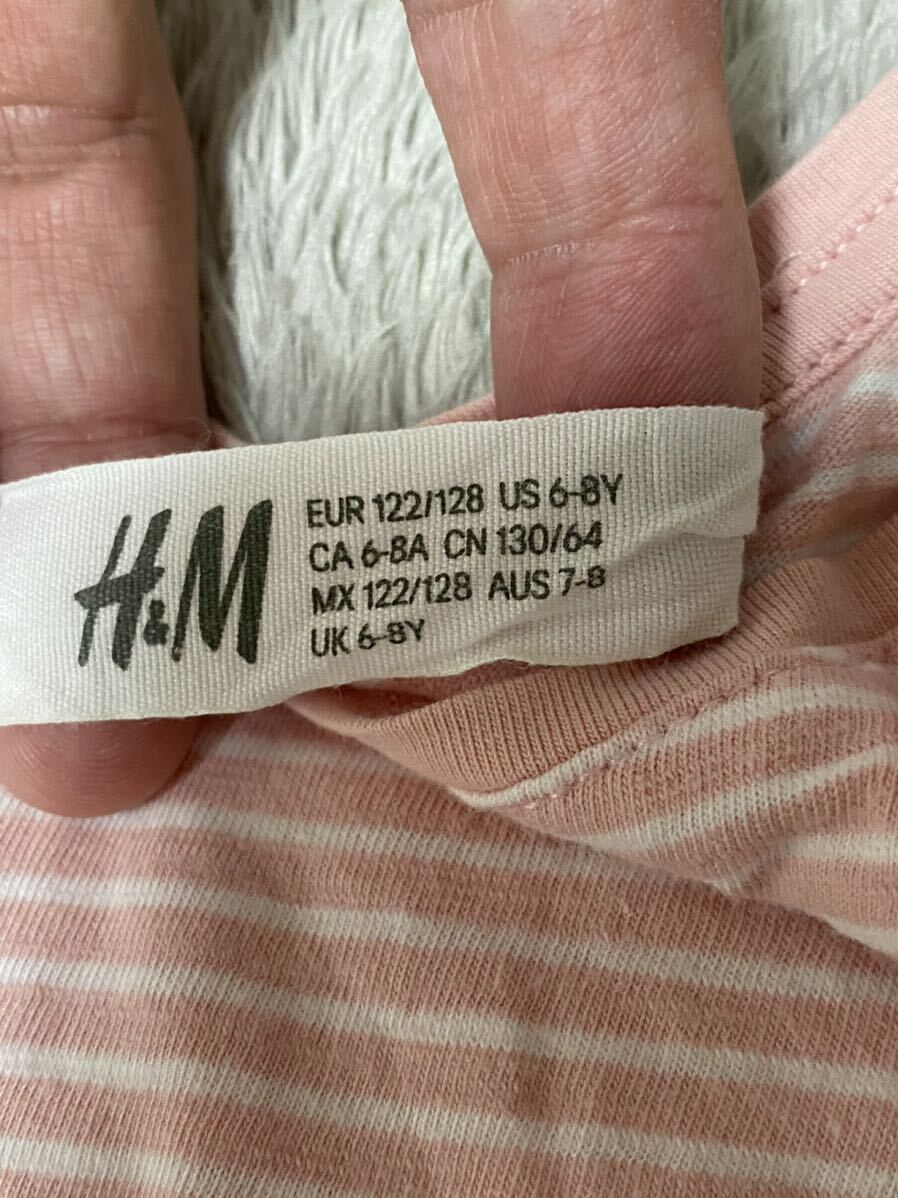 H&M
EUR 122/128 US 6-8Y
CA 6-8A CN 130/64
MX 122/128 AUS 7-8
UK 6-8Y